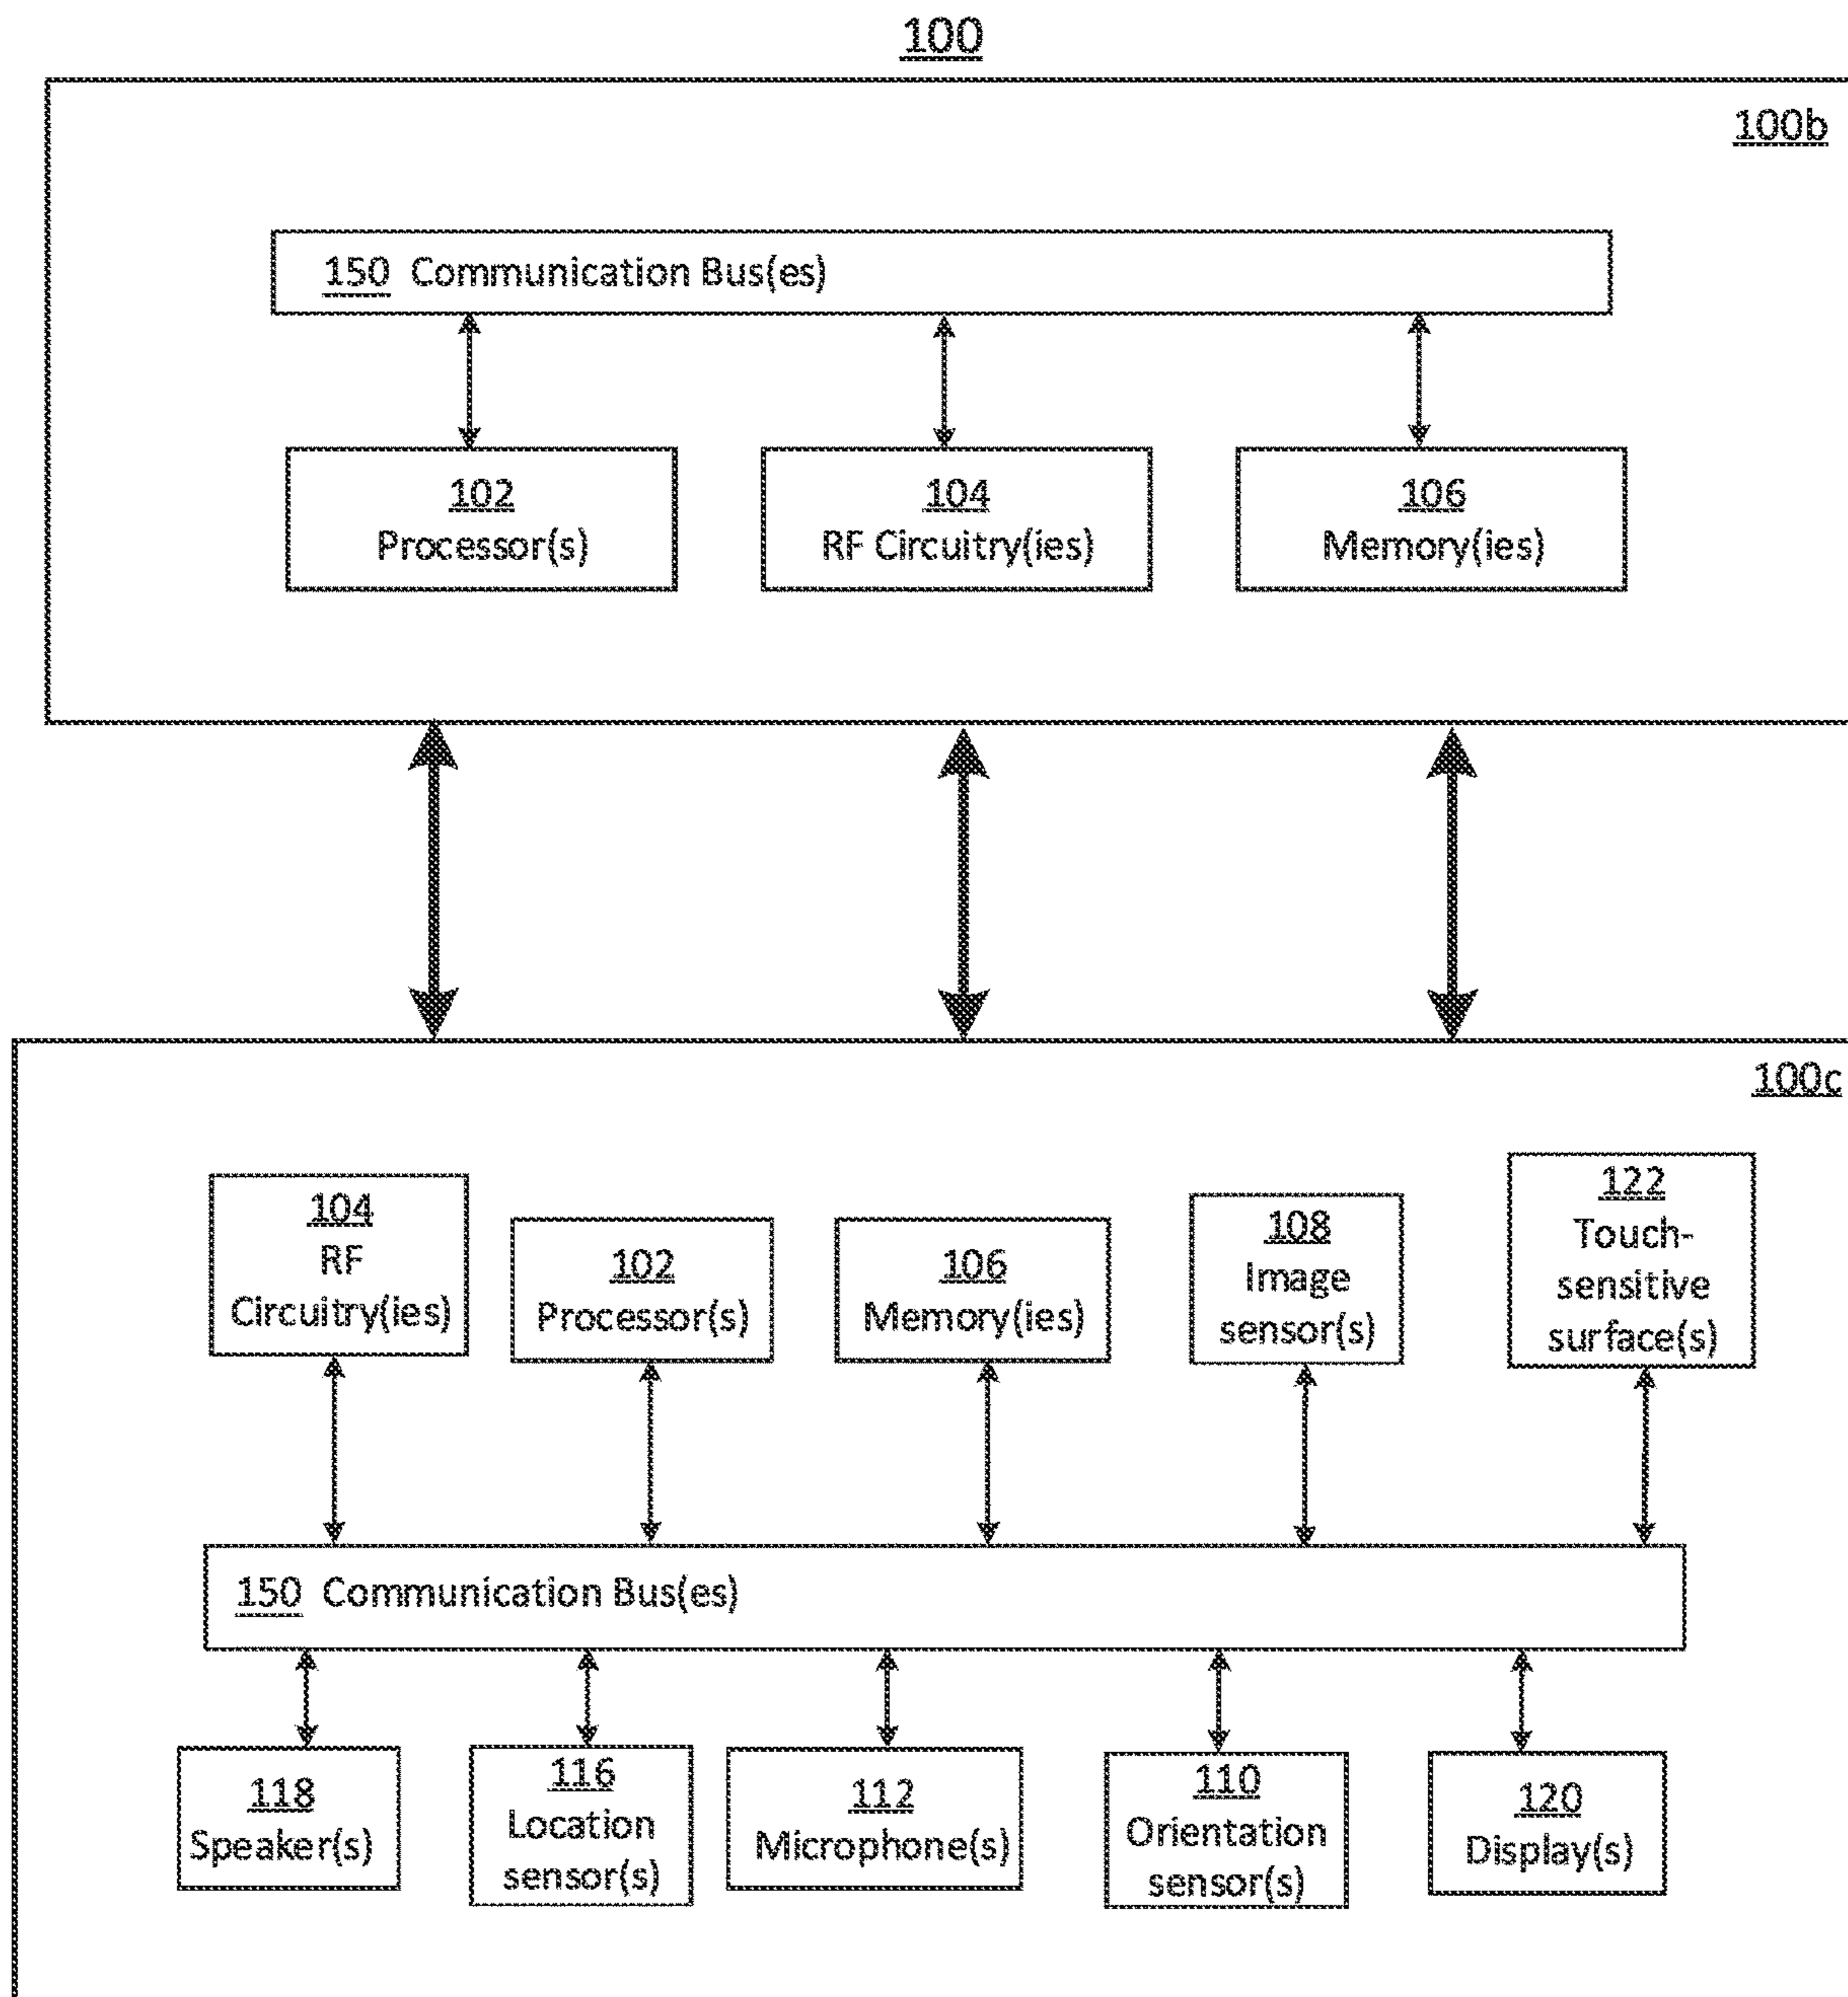 100
100b
150 Communication Bus(es)
102
Processor(s)
104
RF Circuitry(ies)
106
Memory(ies)
100c
104
RF
Circuitry(ies)
102
Processor(s)
106
Memory(ies)
108
Image
sensor(s)
122
Touch-
sensitive
surface(s)
150 Communication Bus(es)
118
Speaker(s)
116
Location
sensor(s)
112
Microphone(s)
110
Orientation
sensor(s)
120
Display(s)